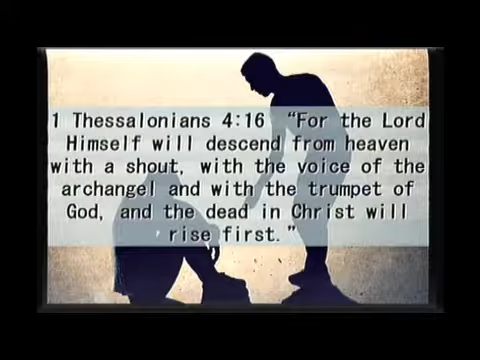 1 Thessalonians 4:16 “For the Lord
Himself will descend from heaven
with a shout, with the voice of the
archangel and with the trumpet of
God, and the dead in Christ will
rise first.”